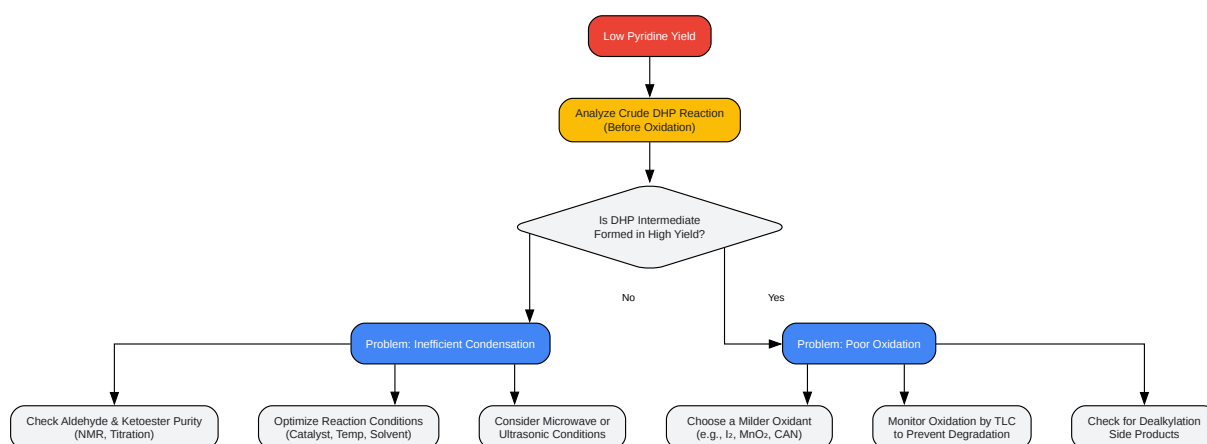 Low Pyridine Yield
Analyze Crude DHP Reaction
(Before Oxidation)
Is DHP Intermediate
Formed in High Yield?
No
Yes
Problem: Inefficient Condensation
Problem: Poor Oxidation
Check Aldehyde & Ketoester Purity
(NMR, Titration)
Optimize Reaction Conditions
(Catalyst, Temp, Solvent)
Consider Microwave or
Ultrasonic Conditions
Choose a Milder Oxidant
(e.g., I₂, MnO₂, CAN)
Monitor Oxidation by TLC
to Prevent Degradation
Check for Dealkylation
Side Products